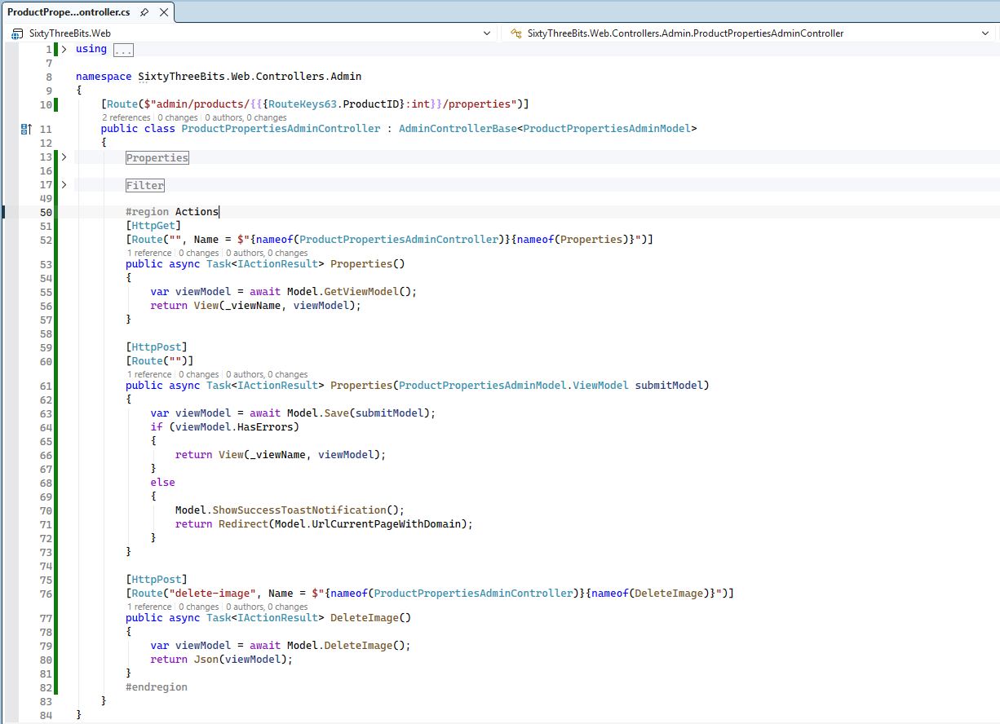 ProductPrope...ontroller.cs
SixtyThreeBits.Web
SixtyThreeBits.Web.Controllers.Admin.ProductPropertiesAdminController
1 using ...
7
8 namespace SixtyThreeBits.Web.Controllers.Admin
9 {
10 [Route($"admin/products/{{{RouteKeys63.ProductID}:int}}/properties")]
2 references | 0 changes | 0 authors, 0 changes
11 public class ProductPropertiesAdminController : AdminControllerBase<ProductPropertiesAdminModel>
12 {
13 Properties
16
17 Filter
49
50 #region Actions
51 [HttpGet]
52 [Route("", Name = $"{nameof(ProductPropertiesAdminController)}{nameof(Properties)}")]
1 reference | 0 changes | 0 authors, 0 changes
53 public async Task<IActionResult> Properties()
54 {
55 var viewModel = await Model.GetViewModel();
56 return View(_viewName, viewModel);
57 }
58
59 [HttpPost]
60 [Route("")]
1 reference | 0 changes | 0 authors, 0 changes
61 public async Task<IActionResult> Properties(ProductPropertiesAdminModel.ViewModel submitModel)
62 {
63 var viewModel = await Model.Save(submitModel);
64 if (viewModel.HasErrors)
65 {
66 return View(_viewName, viewModel);
67 }
68 else
69 {
70 Model.ShowSuccessToastNotification();
71 return Redirect(Model.UrlCurrentPageWithDomain);
72 }
73 }
74
75 [HttpPost]
76 [Route("delete-image", Name = $"{nameof(ProductPropertiesAdminController)}{nameof(DeleteImage)}")]
1 reference | 0 changes | 0 authors, 0 changes
77 public async Task<IActionResult> DeleteImage()
78 {
79 var viewModel = await Model.DeleteImage();
80 return Json(viewModel);
81 }
82 #endregion
83 }
84 }